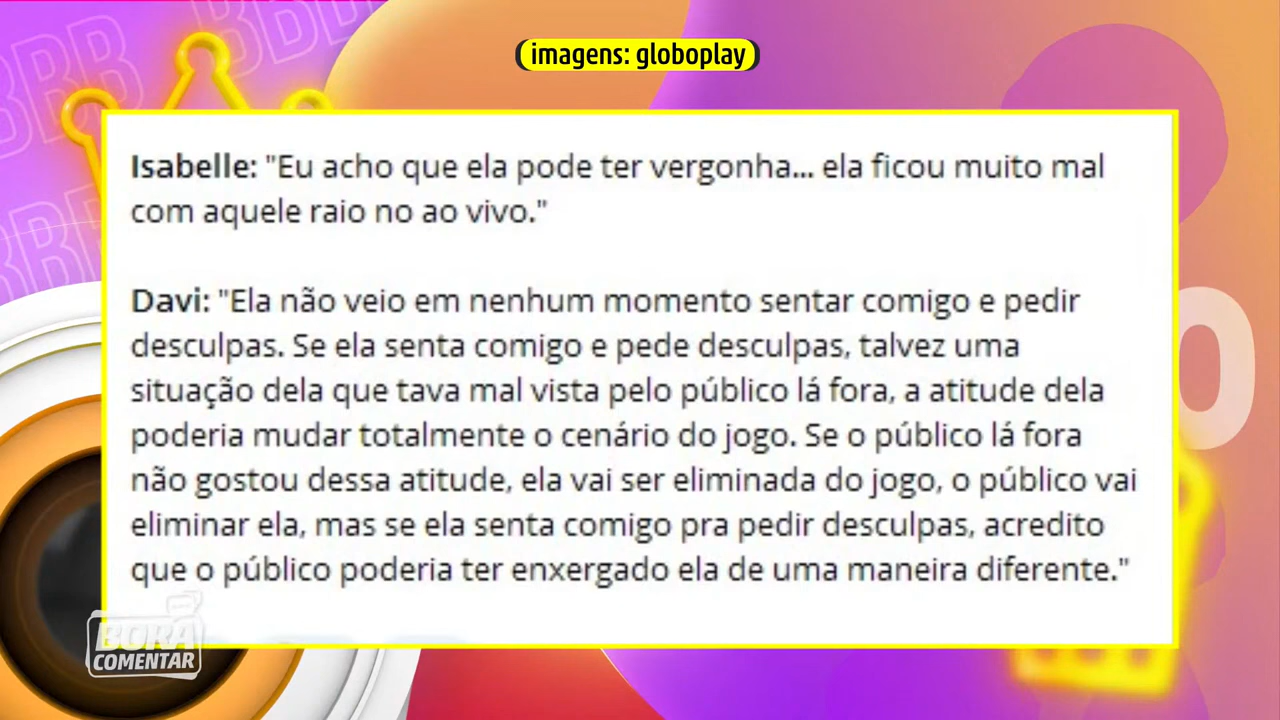 imagens: globoplay
BBB
BBB
BBB
BBB
Isabelle: "Eu acho que ela pode ter vergonha... ela ficou muito mal
com aquele raio no ao vivo."
Davi: "Ela não veio em nenhum momento sentar comigo e pedir
desculpas. Se ela senta comigo e pede desculpas, talvez uma
situação dela que tava mal vista pelo público lá fora, a atitude dela
poderia mudar totalmente o cenário do jogo. Se o público lá fora
não gostou dessa atitude, ela vai ser eliminada do jogo, o público vai
eliminar ela, mas se ela senta comigo pra pedir desculpas, acredito
que o público poderia ter enxergado ela de uma maneira diferente."
BORA
COMENTAR